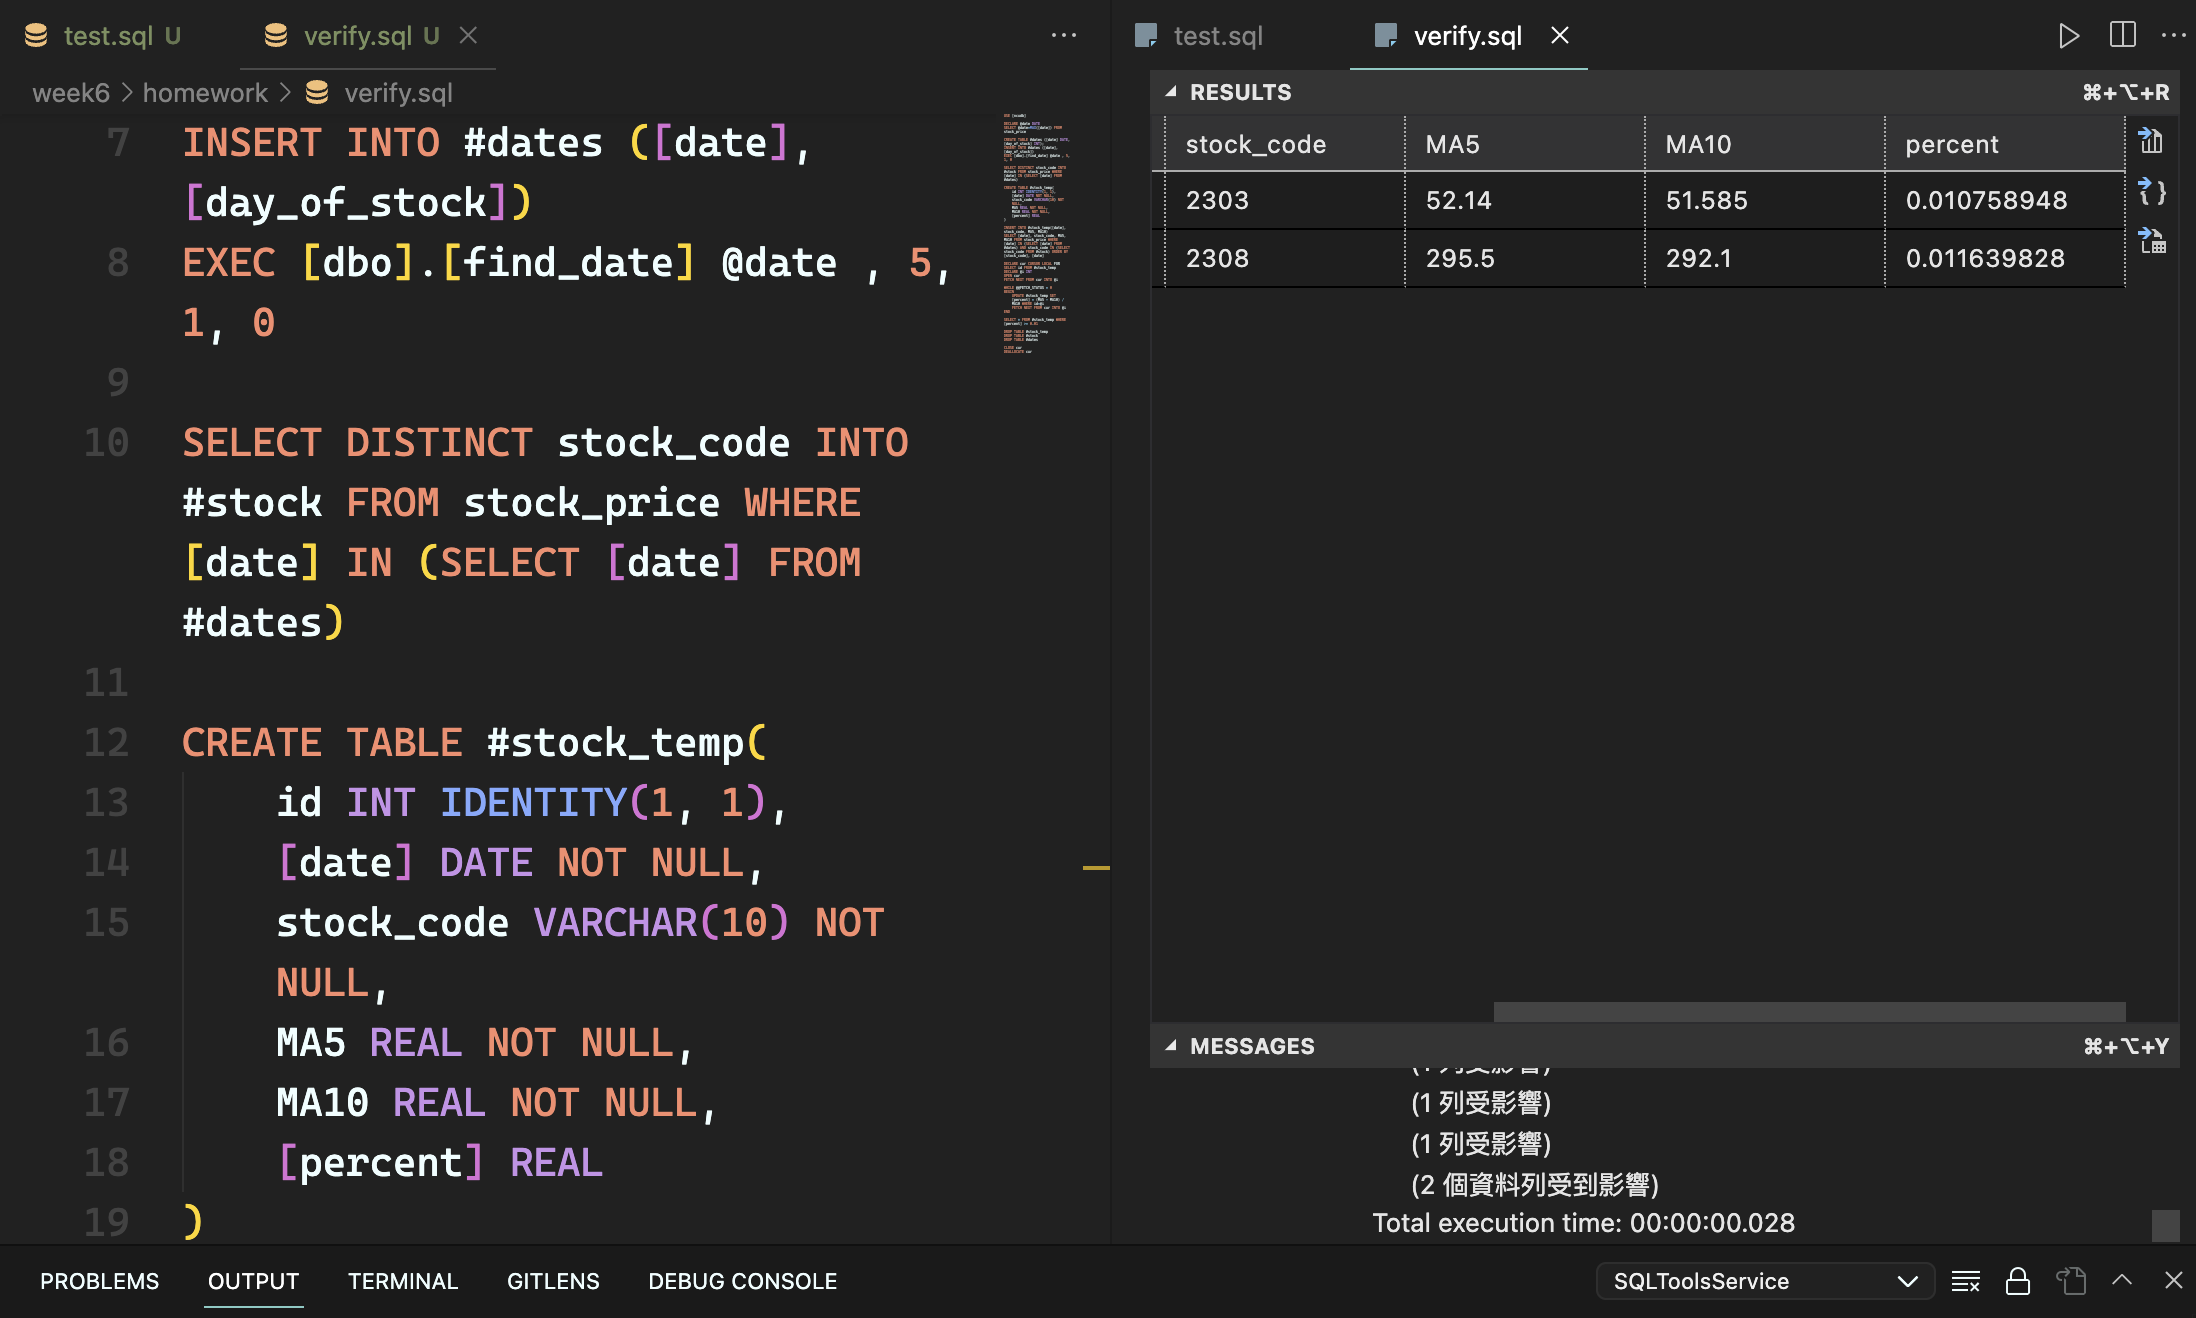 test.sql U
verify.sql U
week6 > homework > verify.sql
7 INSERT INTO #dates ([date],
[day_of_stock])
8 EXEC [dbo].[find_date] @date , 5,
1, 0
9
10 SELECT DISTINCT stock_code INTO
#stock FROM stock_price WHERE
[date] IN (SELECT [date] FROM
#dates)
11
12 CREATE TABLE #stock_temp(
13 id INT IDENTITY(1, 1),
14 [date] DATE NOT NULL,
15 stock_code VARCHAR(10) NOT
NULL,
16 MA5 REAL NOT NULL,
17 MA10 REAL NOT NULL,
18 [percent] REAL
19 )
test.sql
verify.sql
RESULTS ⌘+⌥+R
stock_code MA5 MA10 percent
2303 52.14 51.585 0.010758948
2308 295.5 292.1 0.011639828
MESSAGES ⌘+⌥+Y
(1 列受影響)
(1 列受影響)
(1 列受影響)
(2 個資料列受到影響)
Total execution time: 00:00:00.028
PROBLEMS OUTPUT TERMINAL GITLENS DEBUG CONSOLE
SQLToolsService